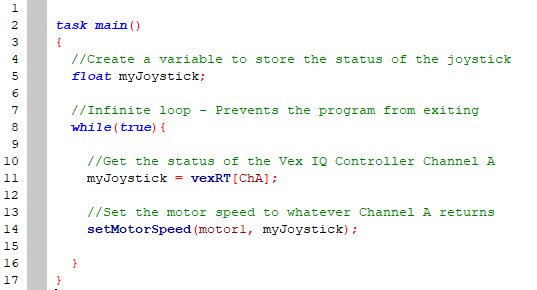 1
2 task main()
3 {
4 //Create a variable to store the status of the joystick
5 float myJoystick;
6
7 //Infinite loop - Prevents the program from exiting
8 while(true){
9
10 //Get the status of the Vex IQ Controller Channel A
11 myJoystick = vexRT[ChA];
12
13 //Set the motor speed to whatever Channel A returns
14 setMotorSpeed(motor1, myJoystick);
15
16 }
17 }